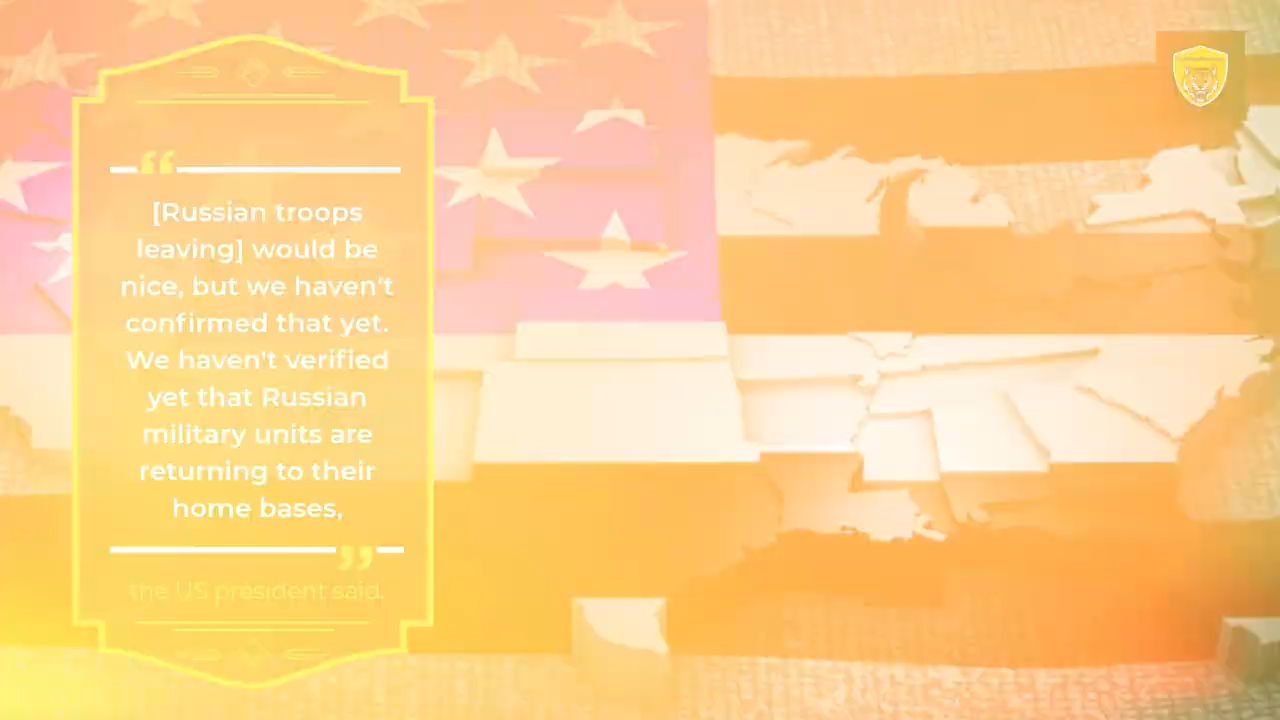 “
[Russian troops
leaving] would be
nice, but we haven't
confirmed that yet.
We haven't verified
yet that Russian
military units are
returning to their
home bases,
”
the US president said.